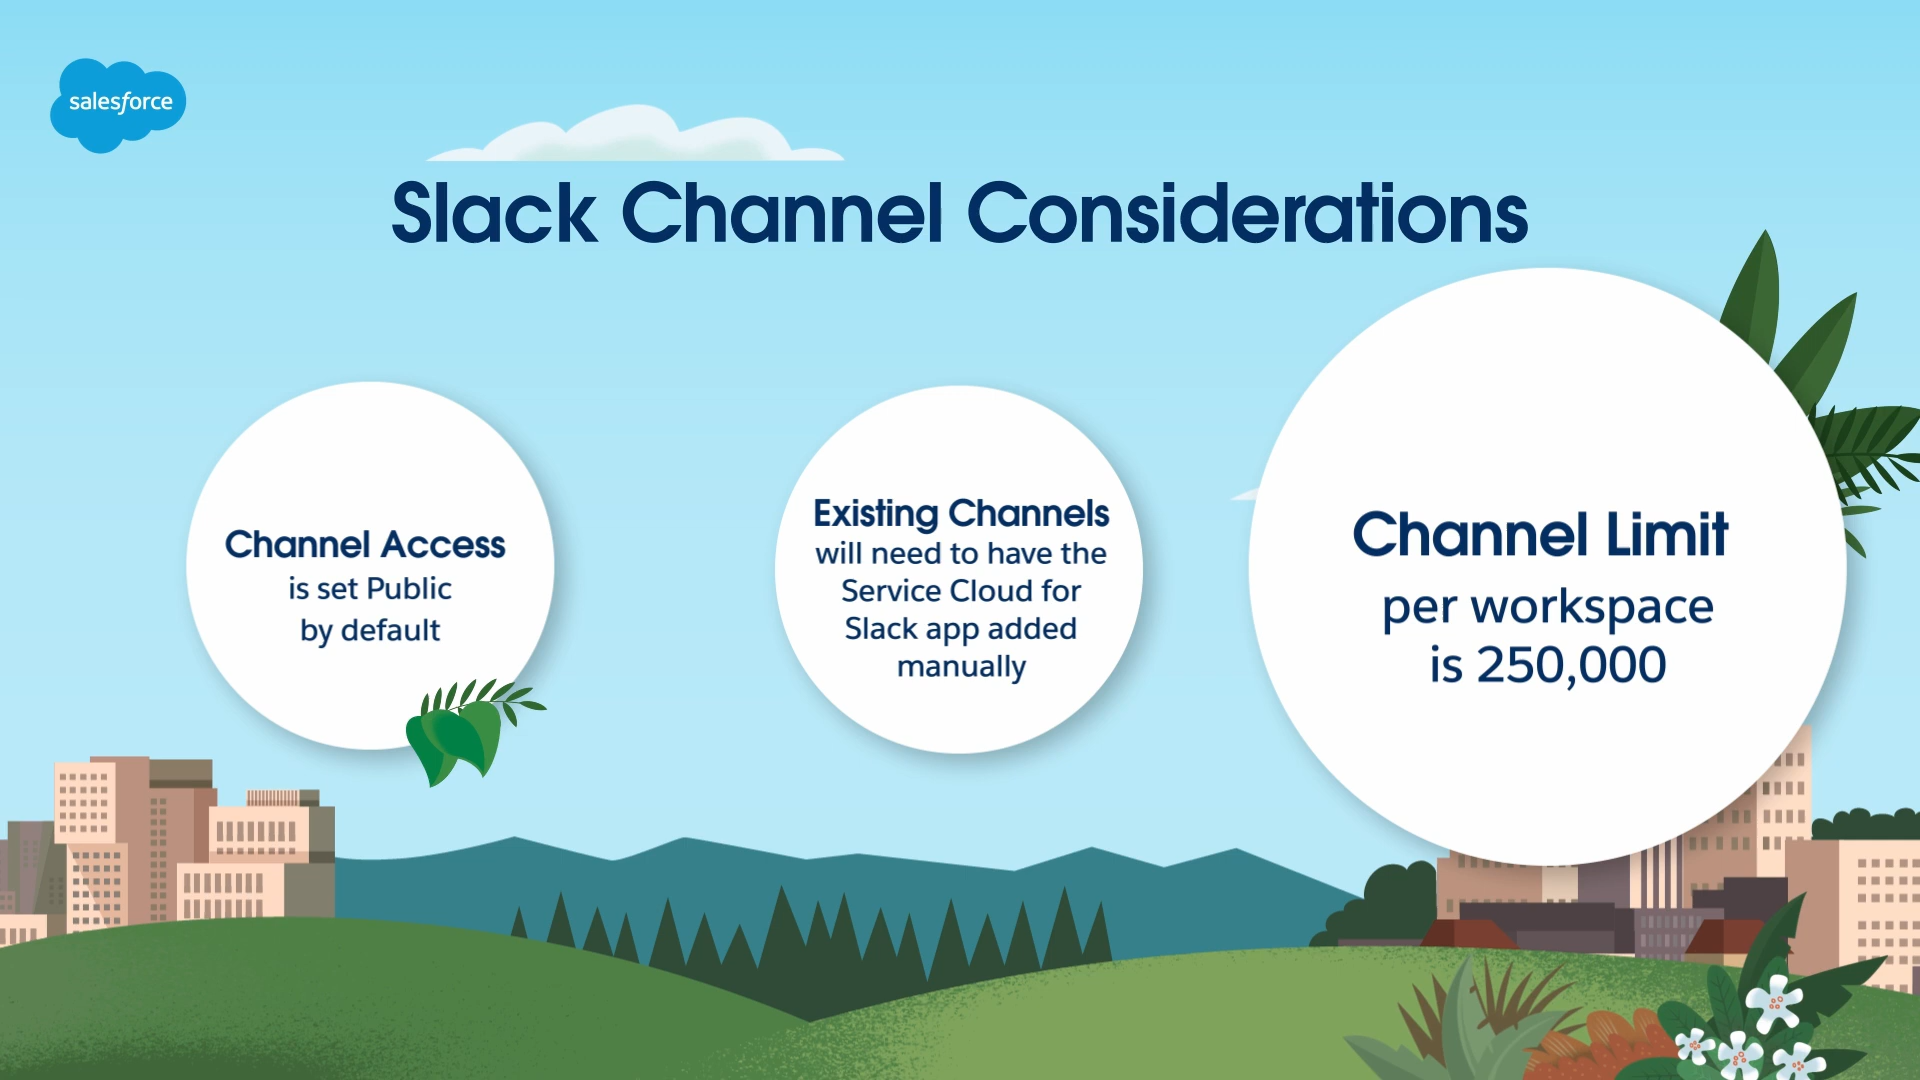 salesforce
Slack Channel Considerations
Channel Access
is set Public
by default
Existing Channels
will need to have the
Service Cloud for
Slack app added
manually
Channel Limit
per workspace
is 250,000